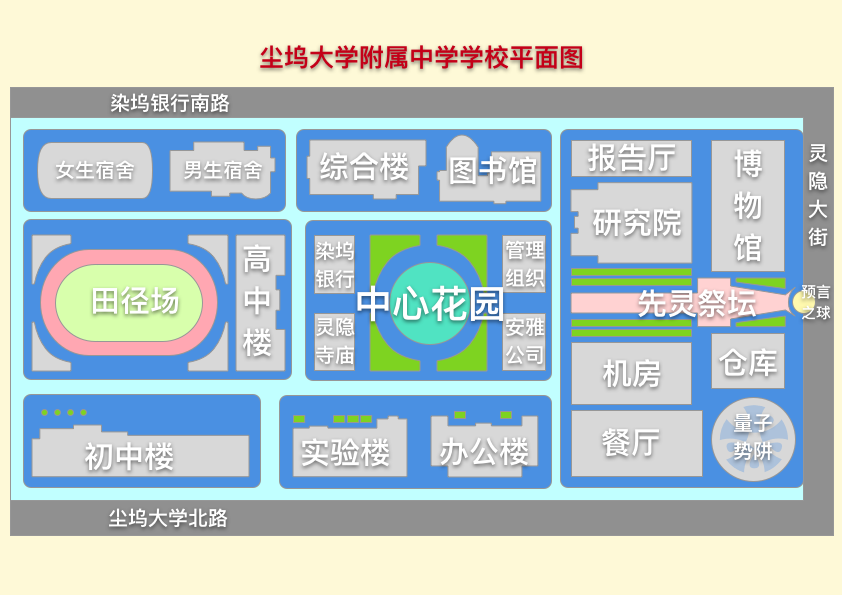 尘坞大学附属中学学校平面图
染坞银行南路
灵隐大街
女生宿舍
男生宿舍
综合楼
图书馆
报告厅
博物馆
研究院
田径场
高中楼
染坞
银行
管理
组织
中心花园
灵隐
寺庙
安雅
公司
先灵祭坛
预言
之球
机房
仓库
初中楼
实验楼
办公楼
餐厅
量子
势阱
尘坞大学北路